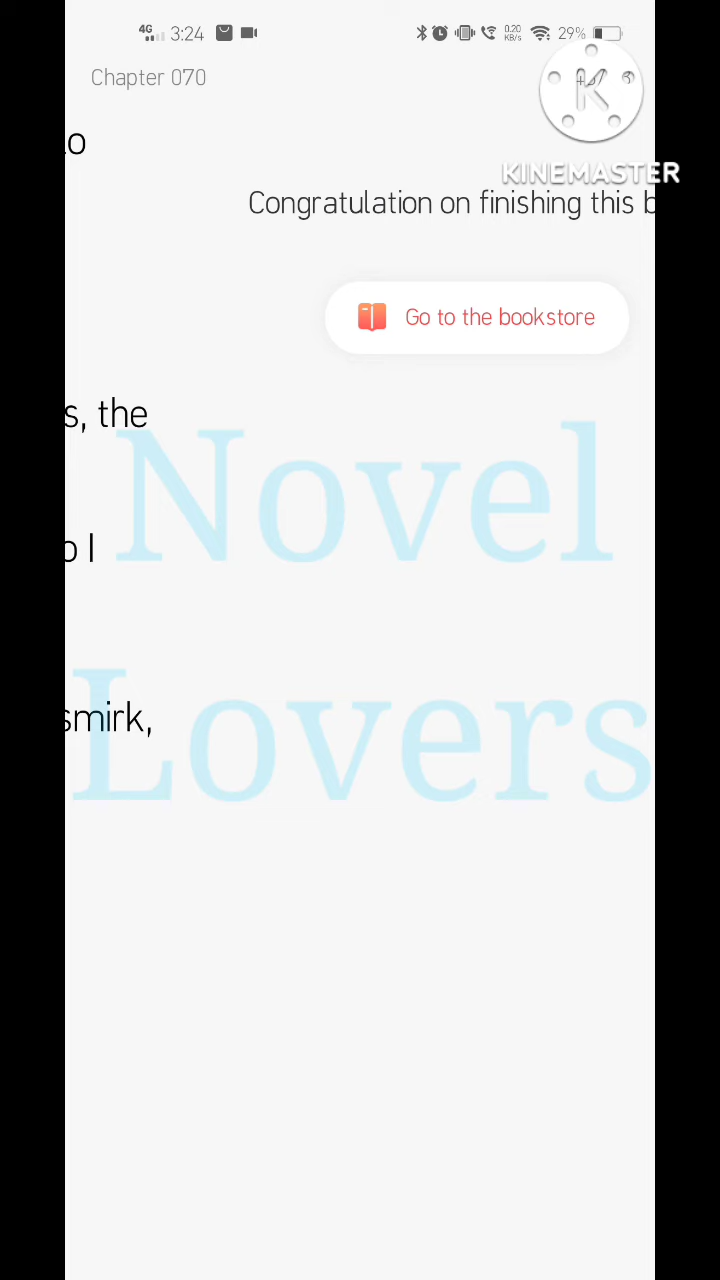 4G 3:24 0.20 KB/s 29%
Chapter 070
KINEMASTER
Congratulation on finishing this b
Go to the bookstore
s, the
Novel
o I
Lovers
smirk,